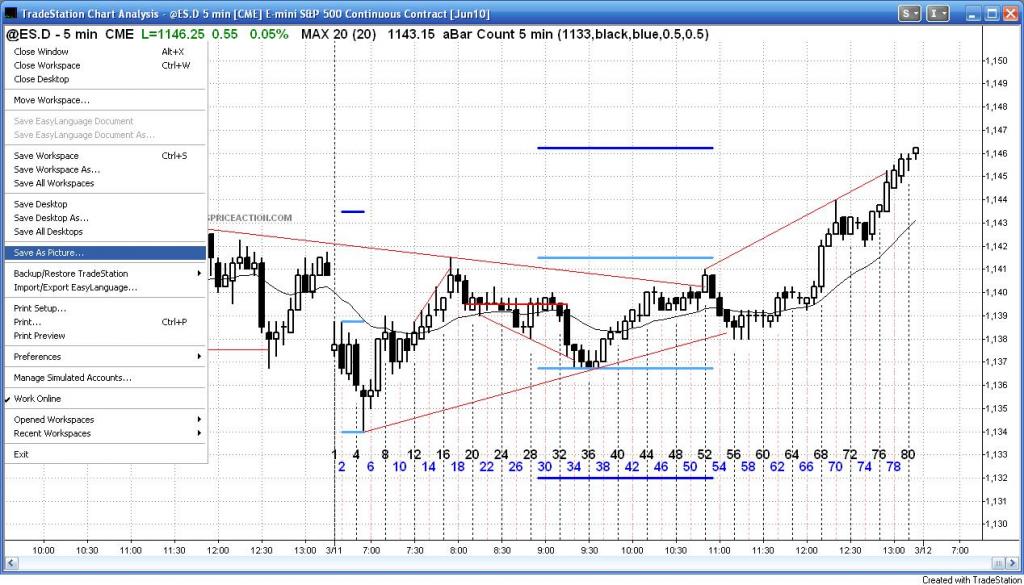 TradeStation Chart Analysis - @ES.D 5 min [CME] E-mini S&P 500 Continuous Contract [Jun10]
S
I
@ES.D - 5 min CME L=1146.25 0.55 0.05% MAX 20 (20) 1143.15 aBar Count 5 min (1133,black,blue,0.5,0.5)
Close Window Alt+X
Close Workspace Ctrl+W
Close Desktop
Move Workspace...
Save EasyLanguage Document
Save EasyLanguage Document As...
Save Workspace Ctrl+S
Save Workspace As...
Save All Workspaces
Save Desktop
Save Desktop As...
Save All Desktops
Save As Picture...
Backup/Restore TradeStation
Import/Export EasyLanguage...
Print Setup...
Print... Ctrl+P
Print Preview
Preferences
Manage Simulated Accounts...
Work Online
Opened Workspaces
Recent Workspaces
Exit
SPRICEACTION.COM
1,150
1,149
1,148
1,147
1,146
1,145
1,144
1,143
1,142
1,141
1,140
1,139
1,138
1,137
1,136
1,135
1,134
1,133
1,132
1,131
1,130
1 4 8 12 16 20 24 28 32 36 40 44 48 52 56 60 64 68 72 76 80
2 6 10 14 18 22 26 30 34 38 42 46 50 54 58 62 66 70 74 78
10:00 10:30 11:00 11:30 12:00 12:30 13:00 3/11 7:00 7:30 8:00 8:30 9:00 9:30 10:00 10:30 11:00 11:30 12:00 12:30 13:00 3/12 7:00
Created with TradeStation